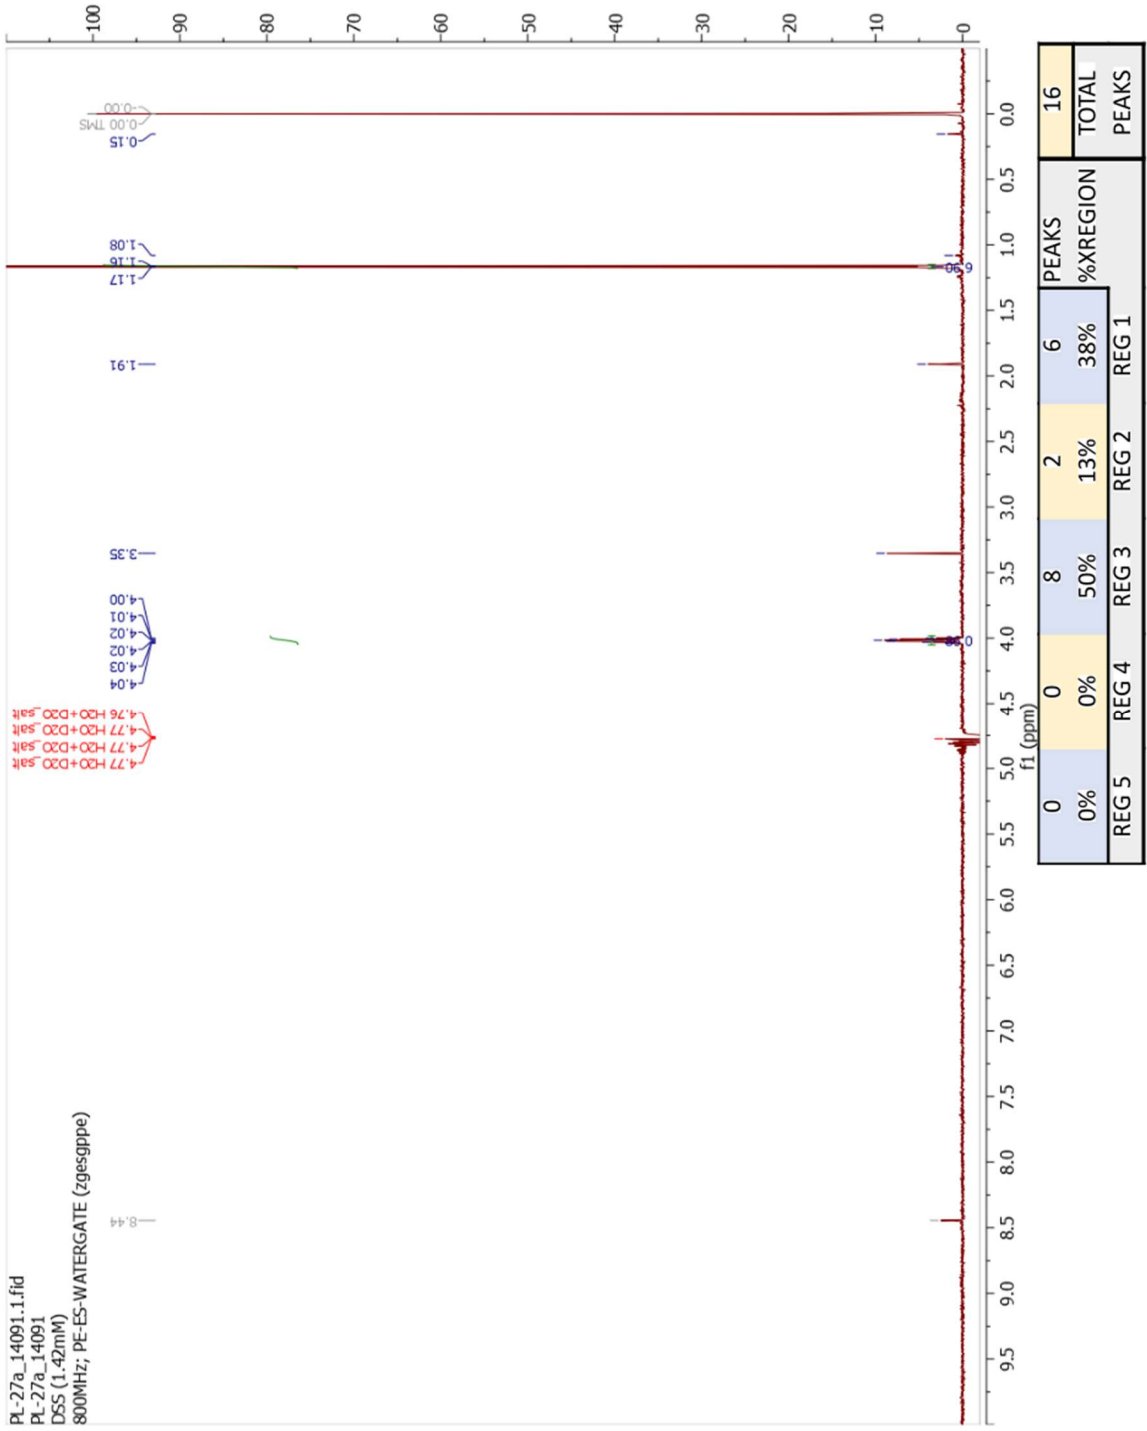 PL-27a_14091.1.fid
PL-27a_14091
DSS (1.42mM)
800MHz; PE-ES-WATERGATE (zgesgppe)
8.44
4.77 H2O+D2O_salt
4.77 H2O+D2O_salt
4.77 H2O+D2O_salt
4.76 H2O+D2O_salt
4.04
4.03
4.02
4.02
4.01
4.00
3.35
1.91
1.17
1.16
1.08
0.15
0.00 TMS
-0.00
100
90
80
70
60
50
40
30
20
10
0
6.90
9.5 9.0 8.5 8.0 7.5 7.0 6.5 6.0 5.5 5.0 4.5 4.0 3.5 3.0 2.5 2.0 1.5 1.0 0.5 0.0
f1 (ppm)
0 0 8 2 6 PEAKS 16
0% 0% 50% 13% 38% %XREGION TOTAL
REG 5 REG 4 REG 3 REG 2 REG 1 PEAKS